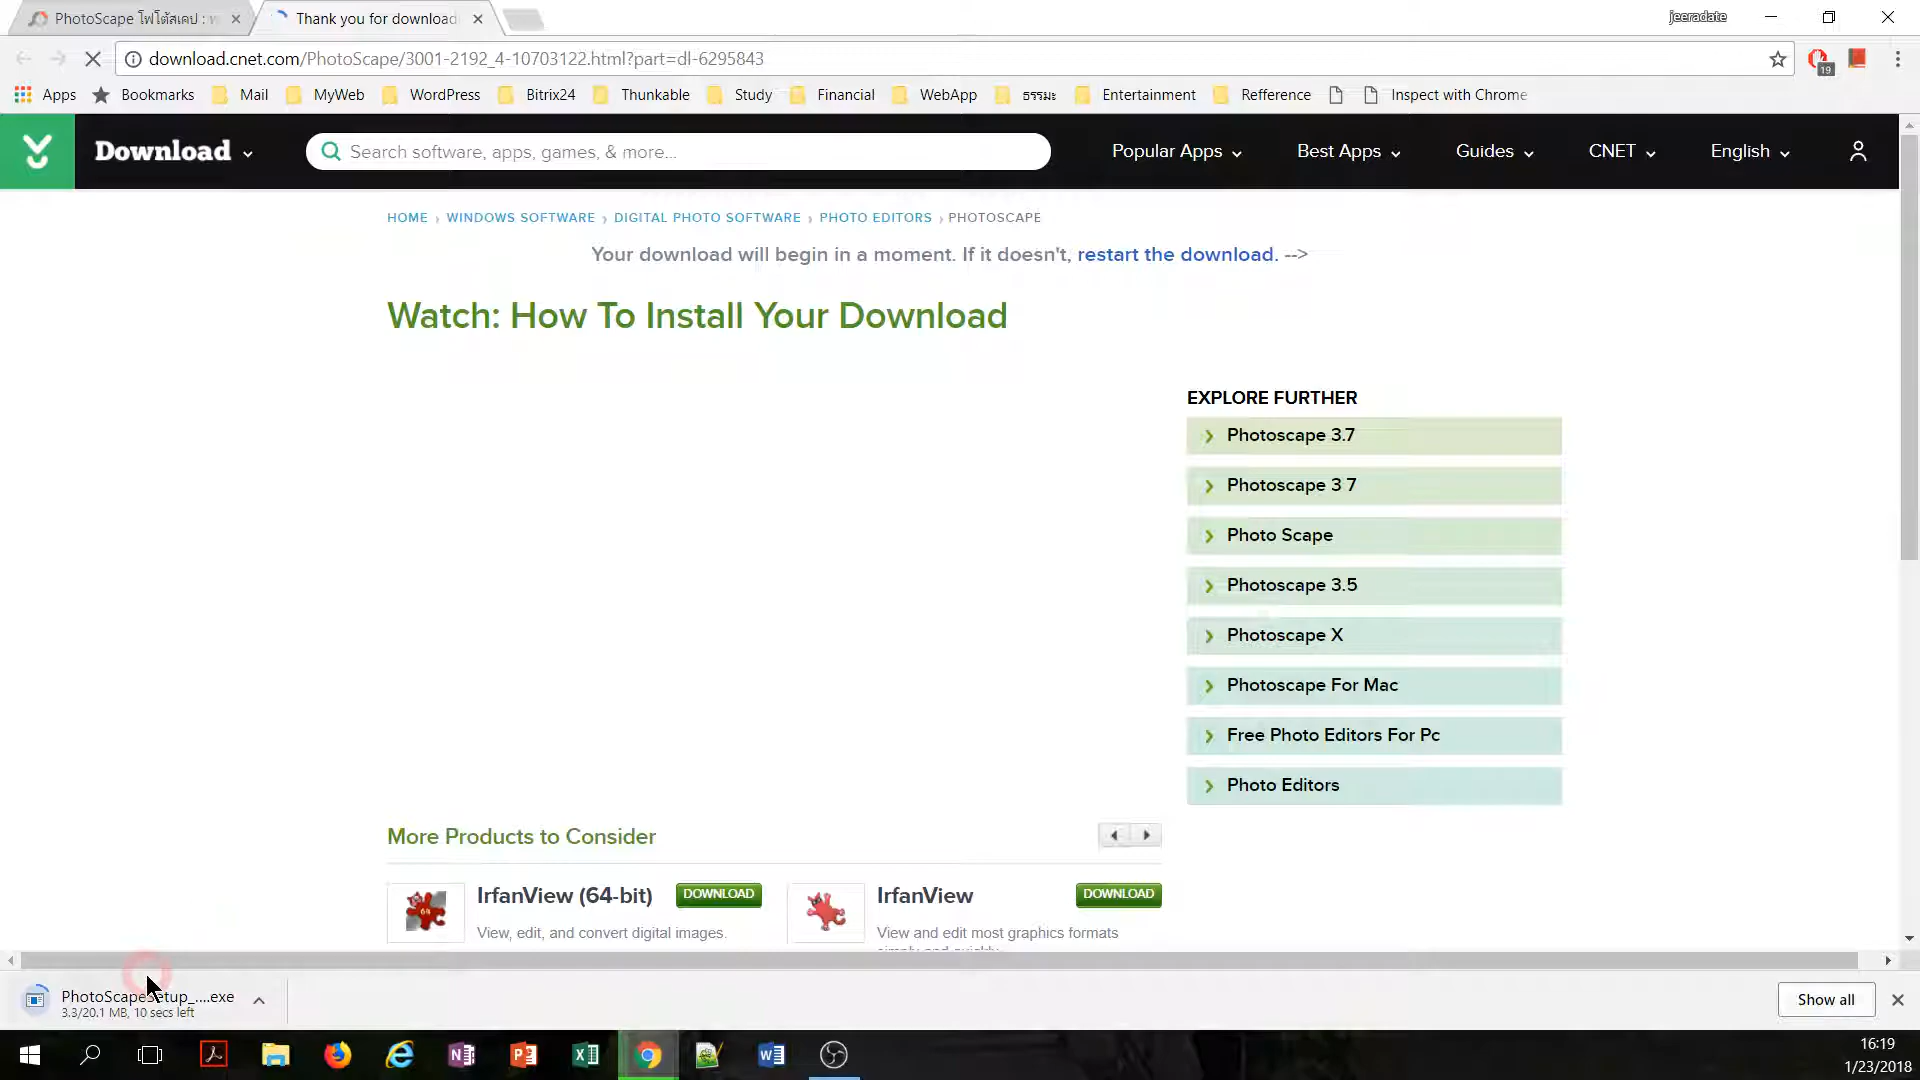 PhotoScape โฟโต้สเคป :
Thank you for download
jeeradate
download.cnet.com/PhotoScape/3001-2192_4-10703122.html?part=dl-6295843
19
Apps Bookmarks Mail MyWeb WordPress Bitrix24 Thunkable Study Financial WebApp ธรรมะ Entertainment Refference Inspect with Chrome
Download
Search software, apps, games, & more...
Popular Apps Best Apps Guides CNET English
HOME › WINDOWS SOFTWARE › DIGITAL PHOTO SOFTWARE › PHOTO EDITORS › PHOTOSCAPE
Your download will begin in a moment. If it doesn't, restart the download. -->
Watch: How To Install Your Download
EXPLORE FURTHER
Photoscape 3.7
Photoscape 3 7
Photo Scape
Photoscape 3.5
Photoscape X
Photoscape For Mac
Free Photo Editors For Pc
Photo Editors
More Products to Consider
IrfanView (64-bit) DOWNLOAD
View, edit, and convert digital images.
IrfanView DOWNLOAD
View and edit most graphics formats
simply and quickly.
PhotoScapeSetup_....exe
3.3/20.1 MB, 10 secs left
Show all
16:19
1/23/2018